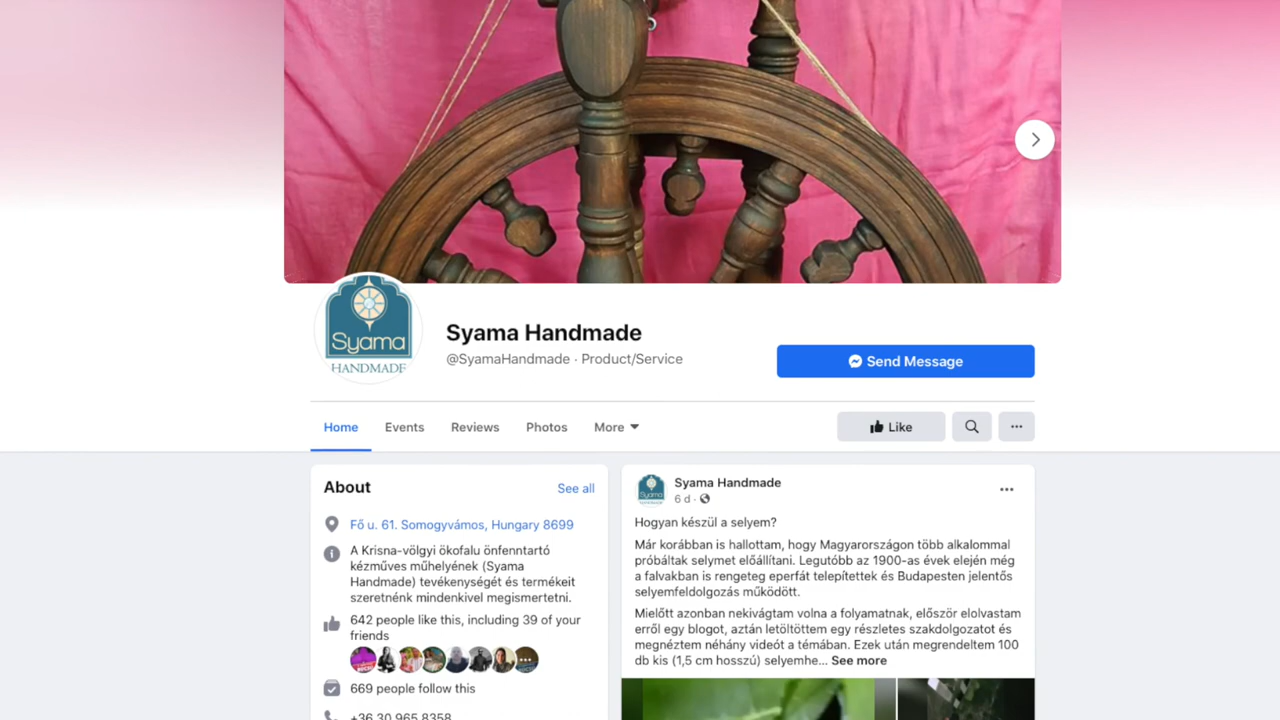 Syama
HANDMADE
Syama Handmade
@SyamaHandmade · Product/Service
Send Message
Home
Events
Reviews
Photos
More
Like
About
See all
Fő u. 61. Somogyvámos, Hungary 8699
A Krisna-völgyi ökofalu önfenntartó
kézműves műhelyének (Syama
Handmade) tevékenységét és termékeit
szeretnénk mindenkivel megismertetni.
642 people like this, including 39 of your
friends
669 people follow this
+36 30 965 8358
Syama
Syama Handmade
6 d ·
Hogyan készül a selyem?
Már korábban is hallottam, hogy Magyarországon több alkalommal
próbáltak selymet előállítani. Legutóbb az 1900-as évek elején még
a falvakban is rengeteg eperfát telepítettek és Budapesten jelentős
selyemfeldolgozás működött.
Mielőtt azonban nekivágtam volna a folyamatnak, először elolvastam
erről egy blogot, aztán letöltöttem egy részletes szakdolgozatot és
megnéztem néhány videót a témában. Ezek után megrendeltem 100
db kis (1,5 cm hosszú) selyemhe... See more